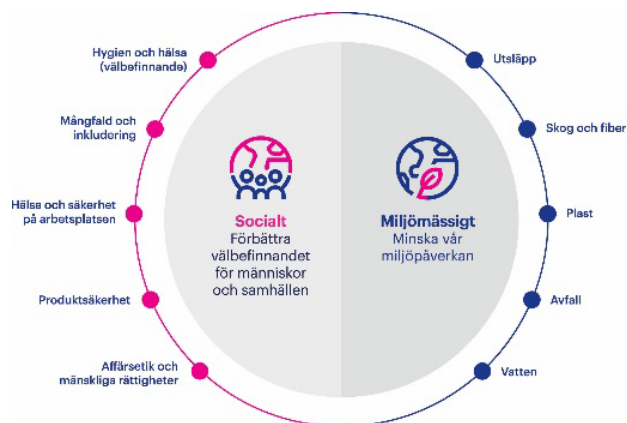 Hygien och hälsa
(välbefinnande)
Mångfald och
inkludering
Hälsa och säkerhet
på arbetsplatsen
Produktsäkerhet
Affärsetik och
mänskliga rättigheter
Socialt
Förbättra
välbefinnandet
för människor
och samhällen
Miljömässigt
Minska vår
miljöpåverkan
Utsläpp
Skog och fiber
Plast
Avfall
Vatten